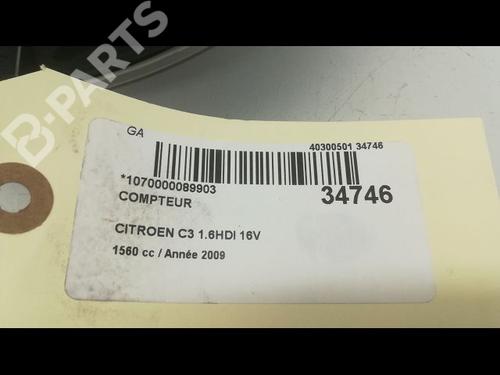 B-PARTS
GA
40300501 34746
*1070000089903
34746
COMPTEUR
CITROEN C3 1.6HDI 16V
1560 cc / Année 2009